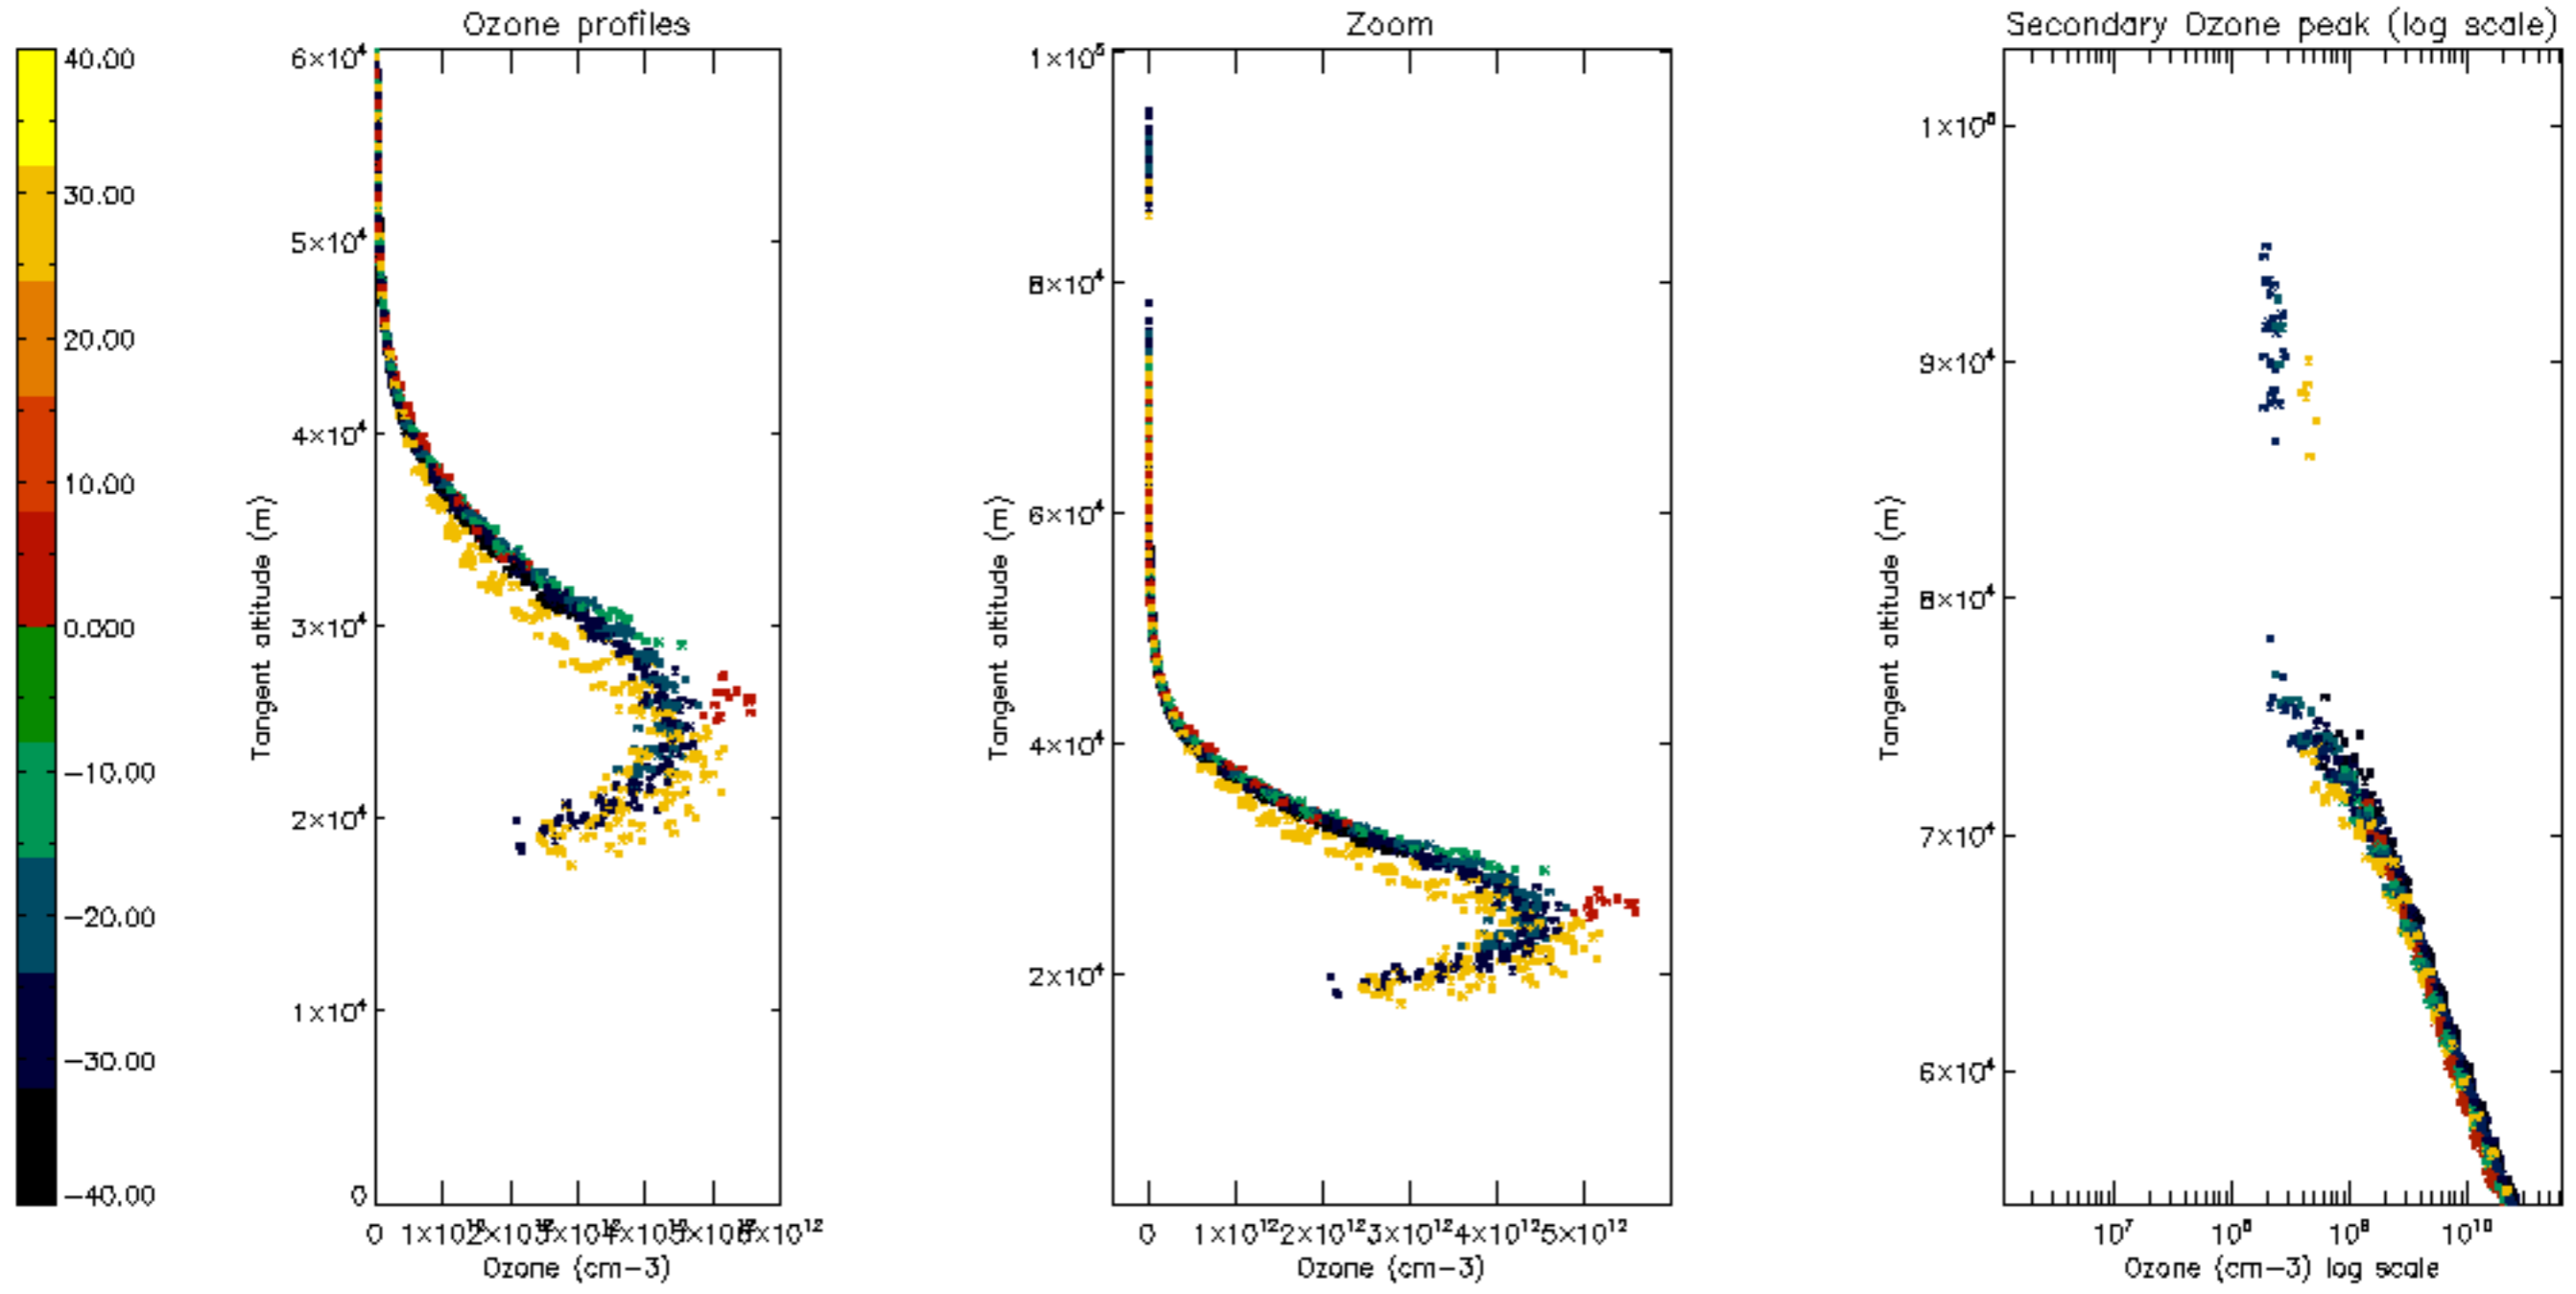 Ozone profiles
Zoom
Secondary Ozone peak (log scale)
40.00
30.00
20.00
10.00
0.000
−10.00
−20.00
−30.00
−40.00
Tangent altitude (m)
6×10⁴
5×10⁴
4×10⁴
3×10⁴
2×10⁴
1×10⁴
0
0
Ozone (cm−3)
Tangent altitude (m)
1×10⁵
8×10⁴
6×10⁴
4×10⁴
2×10⁴
0 1×10¹² 2×10¹² 3×10¹² 4×10¹² 5×10¹²
Ozone (cm−3)
Tangent altitude (m)
1×10⁵
9×10⁴
8×10⁴
7×10⁴
6×10⁴
10⁷ 10⁸ 10⁹ 10¹⁰
Ozone (cm−3) log scale